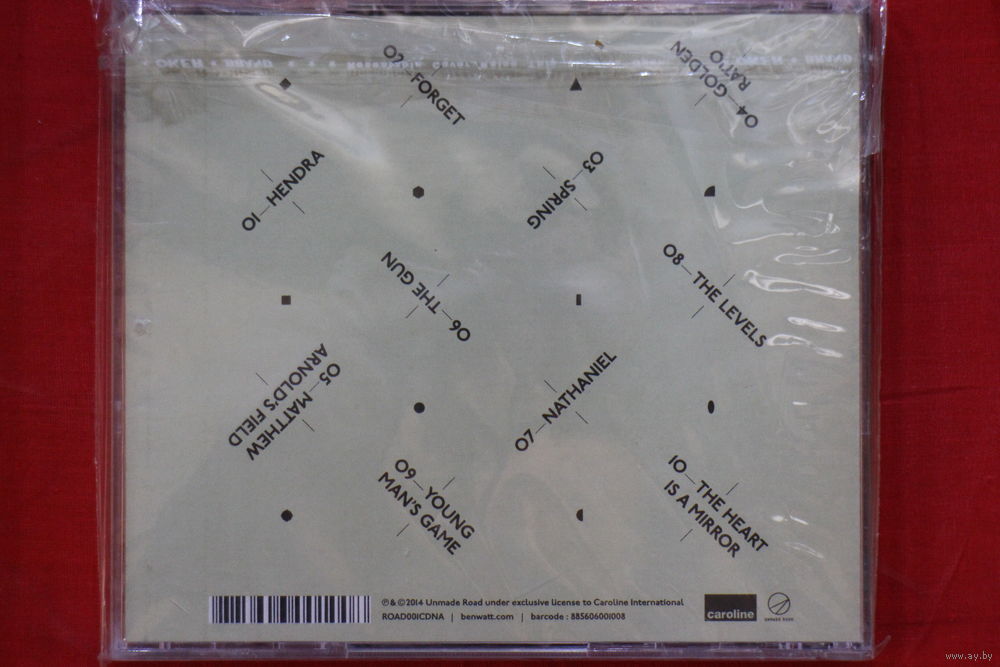 02—FORGET
04—GOLDEN
RATIO
01—HENDRA
03—SPRING
06—THE GUN
08—THE LEVELS
05—MATTHEW
ARNOLD'S FIELD
07—NATHANIEL
09—YOUNG
MAN'S GAME
10—THE HEART
IS A MIRROR
℗&©2014 Unmade Road under exclusive license to Caroline International
ROAD001CDNA | benwatt.com | barcode : 885606001008
caroline
UNMADE ROAD
www.ay.by